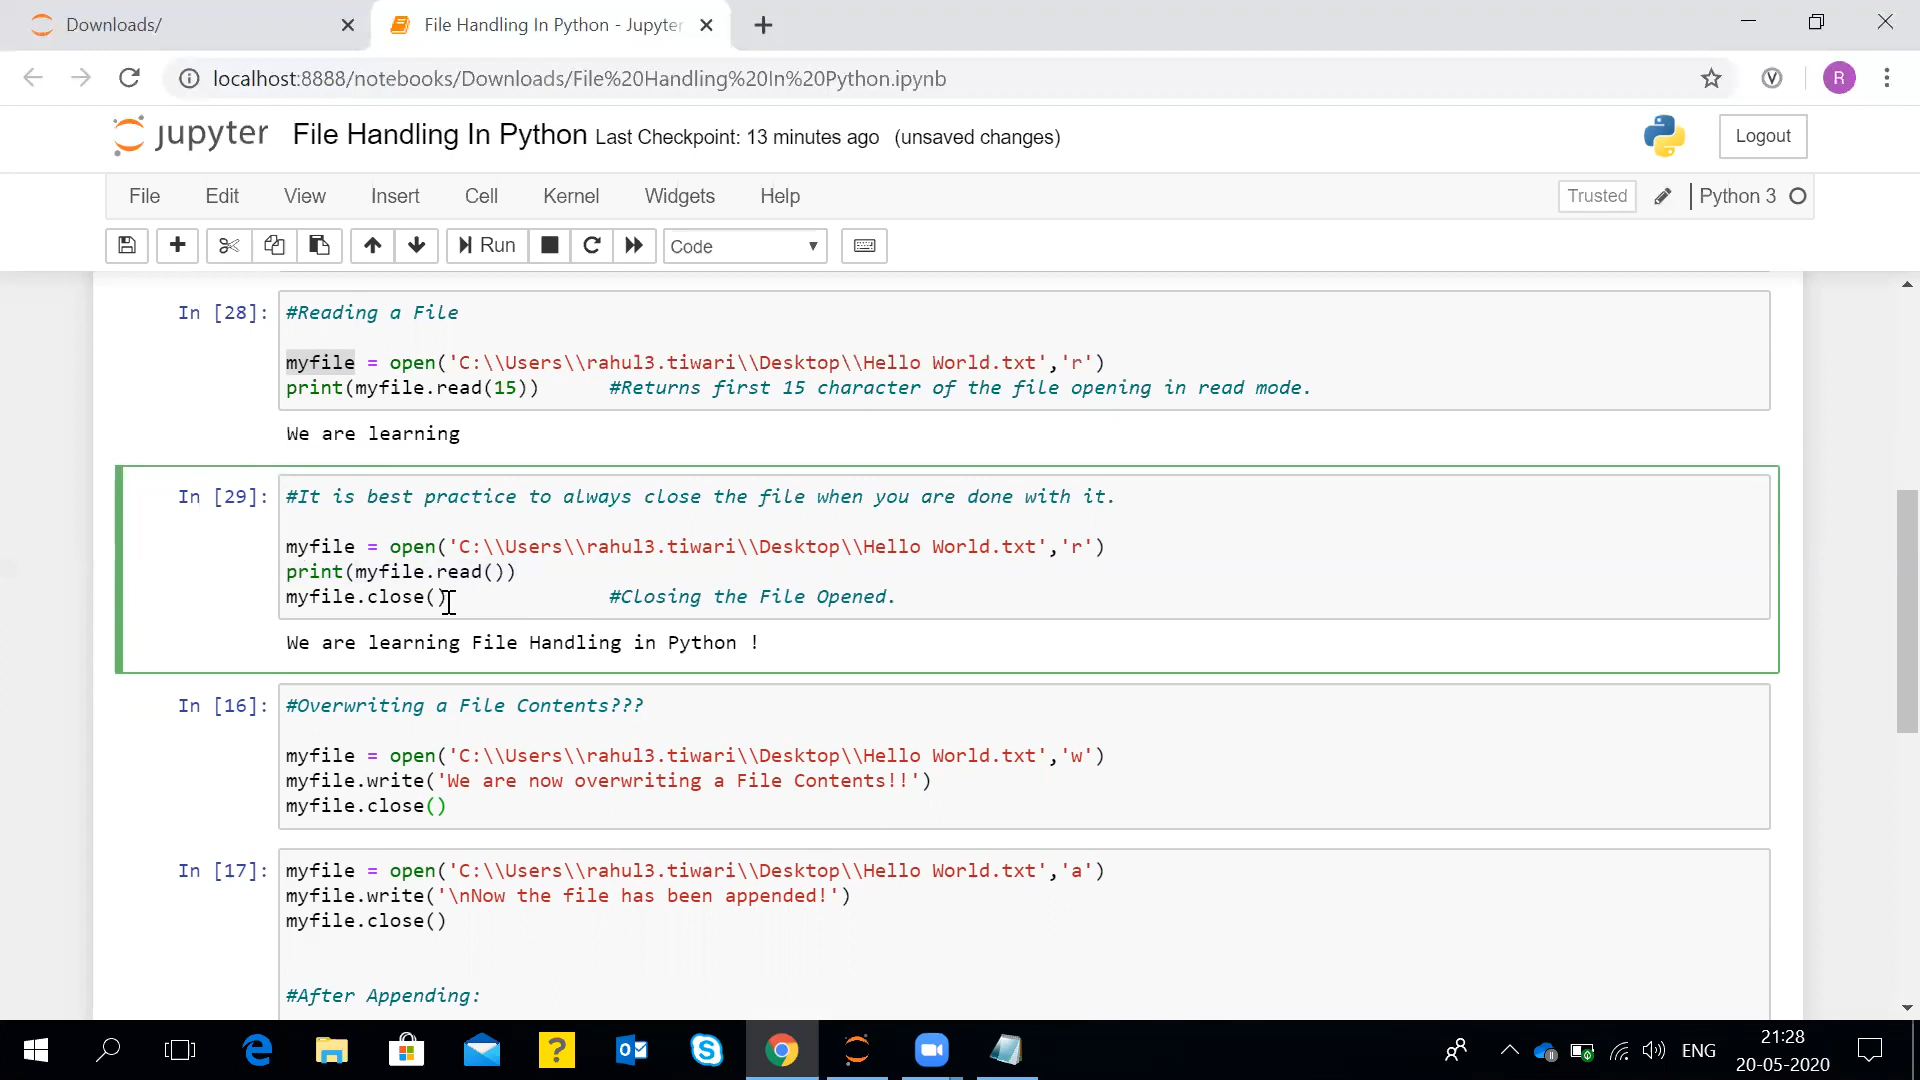 Downloads/
File Handling In Python - Jupyter
localhost:8888/notebooks/Downloads/File%20Handling%20In%20Python.ipynb
R
jupyter File Handling In Python Last Checkpoint: 13 minutes ago (unsaved changes)
Logout
File Edit View Insert Cell Kernel Widgets Help
Trusted
Python 3
Run
Code
In [28]: #Reading a File
myfile = open('C:\\Users\\rahul3.tiwari\\Desktop\\Hello World.txt','r')
print(myfile.read(15)) #Returns first 15 character of the file opening in read mode.
We are learning
In [29]: #It is best practice to always close the file when you are done with it.
myfile = open('C:\\Users\\rahul3.tiwari\\Desktop\\Hello World.txt','r')
print(myfile.read())
myfile.close() #Closing the File Opened.
We are learning File Handling in Python !
In [16]: #Overwriting a File Contents???
myfile = open('C:\\Users\\rahul3.tiwari\\Desktop\\Hello World.txt','w')
myfile.write('We are now overwriting a File Contents!!')
myfile.close()
In [17]: myfile = open('C:\\Users\\rahul3.tiwari\\Desktop\\Hello World.txt','a')
myfile.write('\nNow the file has been appended!')
myfile.close()
#After Appending:
ENG
21:28
20-05-2020